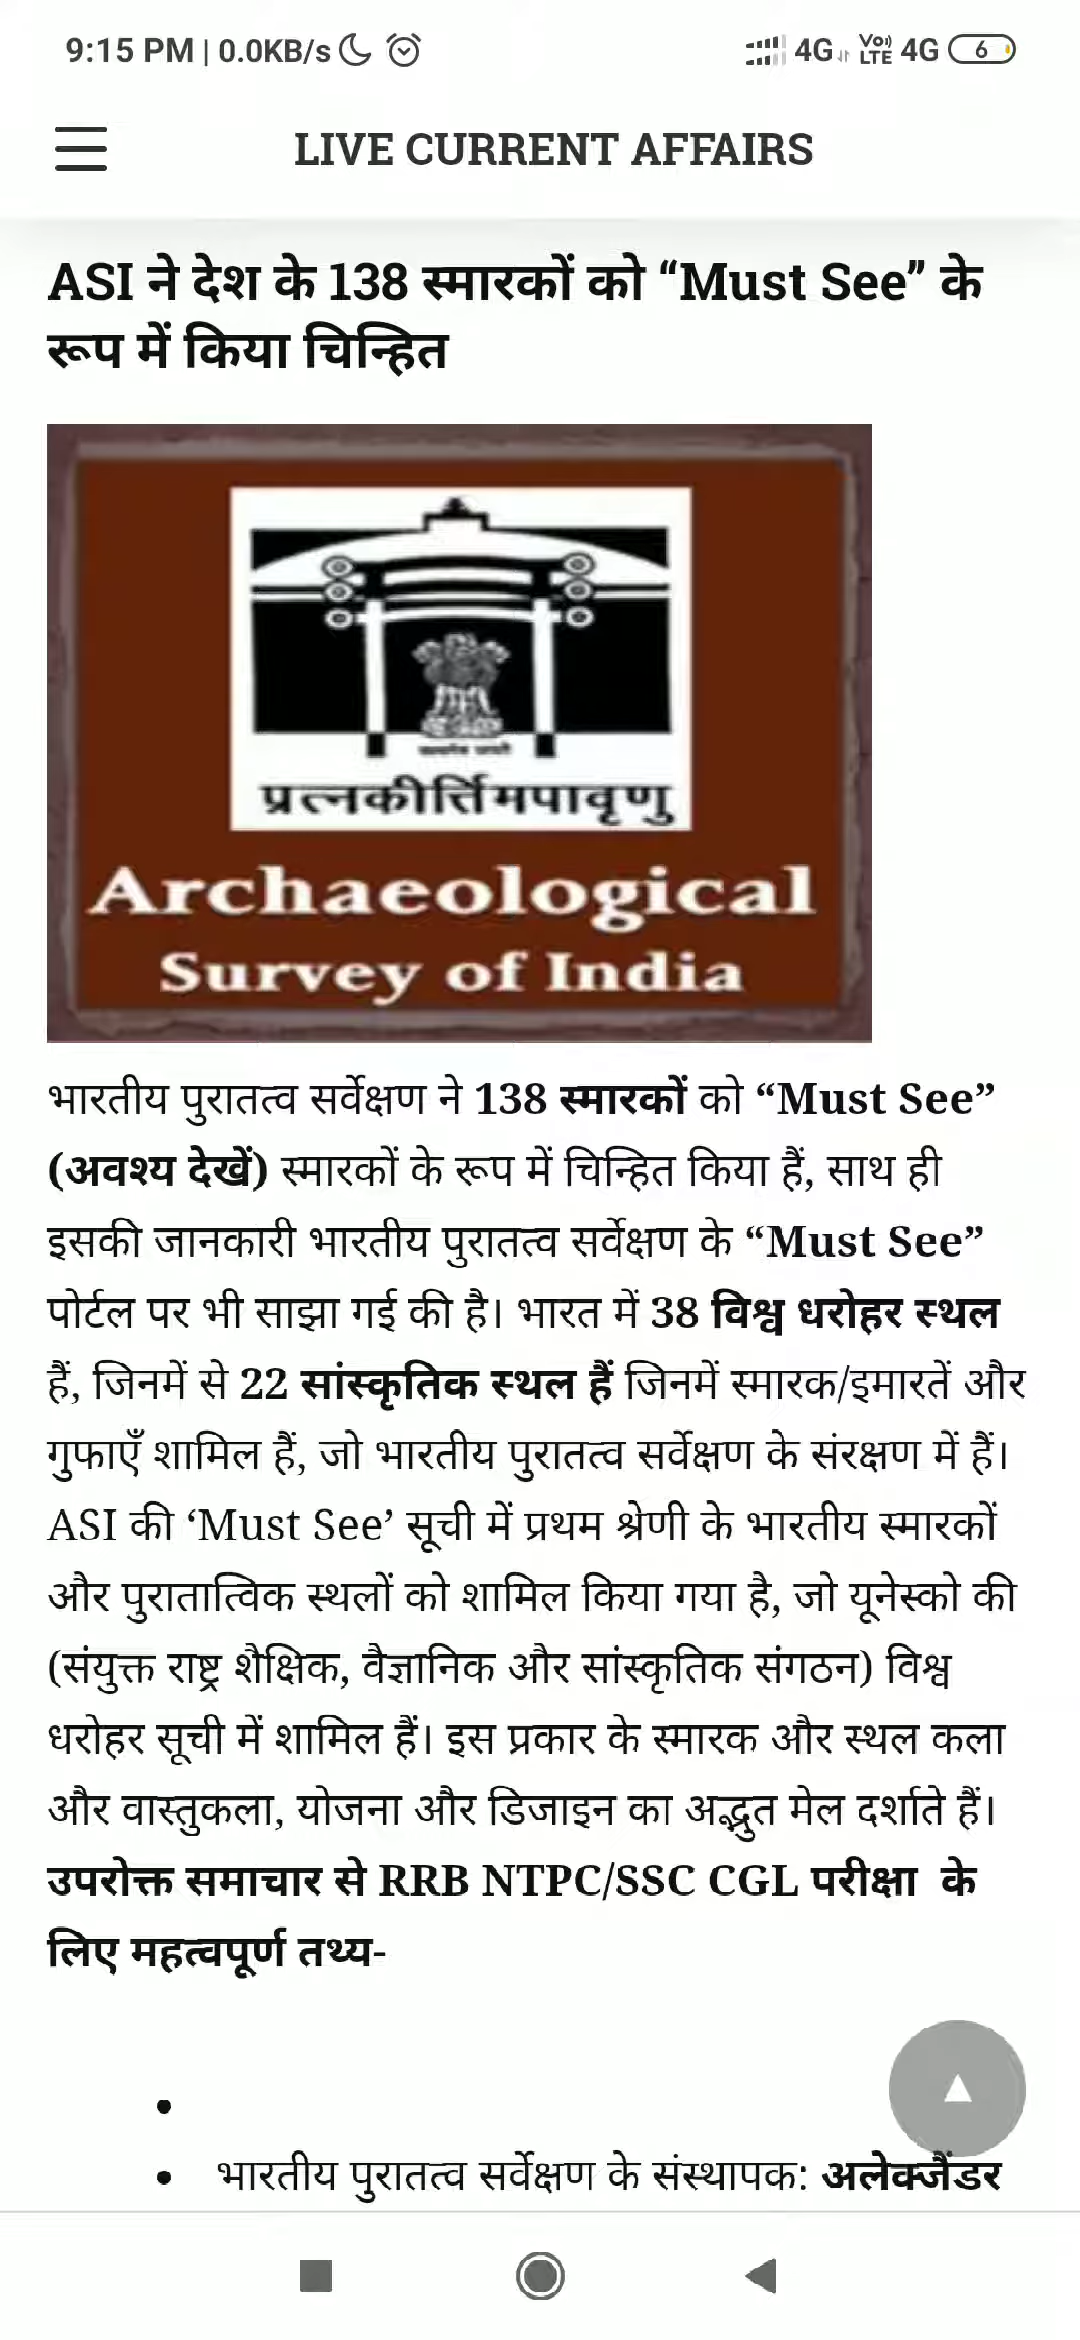 9:15 PM | 0.0KB/s 4G Vo) LTE 4G 6
LIVE CURRENT AFFAIRS
ASI ने देश के 138 स्मारकों को “Must See” के
रूप में किया चिन्हित
प्रत्नकीर्त्तिमपावृणु
Archaeological
Survey of India
भारतीय पुरातत्व सर्वेक्षण ने 138 स्मारकों को “Must See”
(अवश्य देखें) स्मारकों के रूप में चिन्हित किया हैं, साथ ही
इसकी जानकारी भारतीय पुरातत्व सर्वेक्षण के “Must See”
पोर्टल पर भी साझा गई की है। भारत में 38 विश्व धरोहर स्थल
हैं, जिनमें से 22 सांस्कृतिक स्थल हैं जिनमें स्मारक/इमारतें और
गुफाएँ शामिल हैं, जो भारतीय पुरातत्व सर्वेक्षण के संरक्षण में हैं।
ASI की ‘Must See’ सूची में प्रथम श्रेणी के भारतीय स्मारकों
और पुरातात्विक स्थलों को शामिल किया गया है, जो यूनेस्को की
(संयुक्त राष्ट्र शैक्षिक, वैज्ञानिक और सांस्कृतिक संगठन) विश्व
धरोहर सूची में शामिल हैं। इस प्रकार के स्मारक और स्थल कला
और वास्तुकला, योजना और डिजाइन का अद्भुत मेल दर्शाते हैं।
उपरोक्त समाचार से RRB NTPC/SSC CGL परीक्षा के
लिए महत्वपूर्ण तथ्य-
भारतीय पुरातत्व सर्वेक्षण के संस्थापक: अलेक्जेंडर